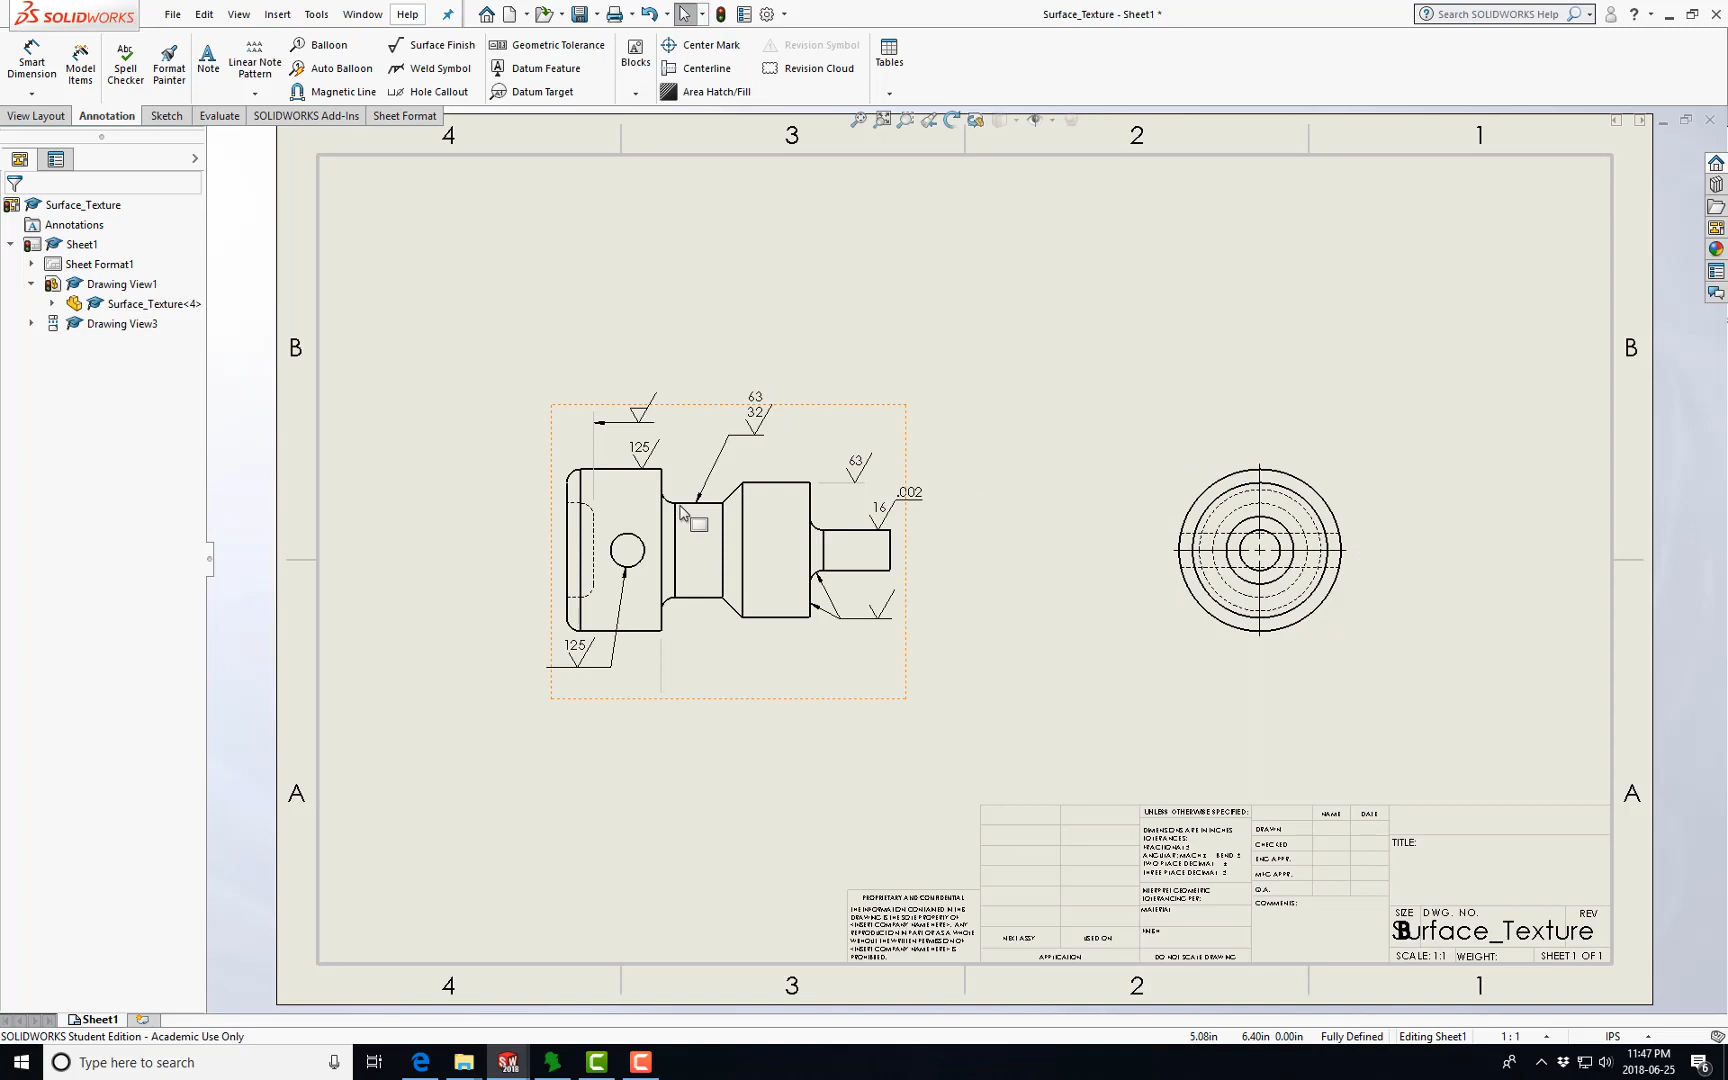 SOLIDWORKS
File Edit View Insert Tools Window Help
Surface_Texture - Sheet1 *
Search SOLIDWORKS Help
Smart Dimension
Model Items
Spell Checker
Format Painter
Note
Linear Note Pattern
Balloon
Auto Balloon
Magnetic Line
Surface Finish
Weld Symbol
Hole Callout
Geometric Tolerance
Datum Feature
Datum Target
Blocks
Center Mark
Centerline
Area Hatch/Fill
Revision Symbol
Revision Cloud
Tables
View Layout Annotation Sketch Evaluate SOLIDWORKS Add-Ins Sheet Format
Surface_Texture
Annotations
Sheet1
Sheet Format1
Drawing View1
Surface_Texture<4>
Drawing View3
4 3 2 1
B B
63
32
125
63
.002
16
125
A A
UNLESS OTHERWISE SPECIFIED:
NAME DATE
DIMENSIONS ARE IN INCHES
TOLERANCES:
DRAWN
CHECKED
ENG APPR.
MFG APPR.
Q.A.
COMMENTS:
INTERPRET GEOMETRIC
TOLERANCING PER:
MATERIAL
FINISH
TITLE:
PROPRIETARY AND CONFIDENTIAL
THE INFORMATION CONTAINED IN THIS
DRAWING IS THE SOLE PROPERTY OF
<INSERT COMPANY NAME HERE>. ANY
REPRODUCTION IN PART OR AS A WHOLE
WITHOUT THE WRITTEN PERMISSION OF
<INSERT COMPANY NAME HERE> IS
PROHIBITED.
NEXT ASSY USED ON
APPLICATION
DO NOT SCALE DRAWING
SIZE DWG. NO. REV
B Surface_Texture
SCALE: 1:1 WEIGHT: SHEET 1 OF 1
4 3 2 1
Sheet1
SOLIDWORKS Student Edition - Academic Use Only
5.08in 6.40in 0.00in Fully Defined Editing Sheet1 1 : 1 IPS
Type here to search
11:47 PM
2018-06-25
6